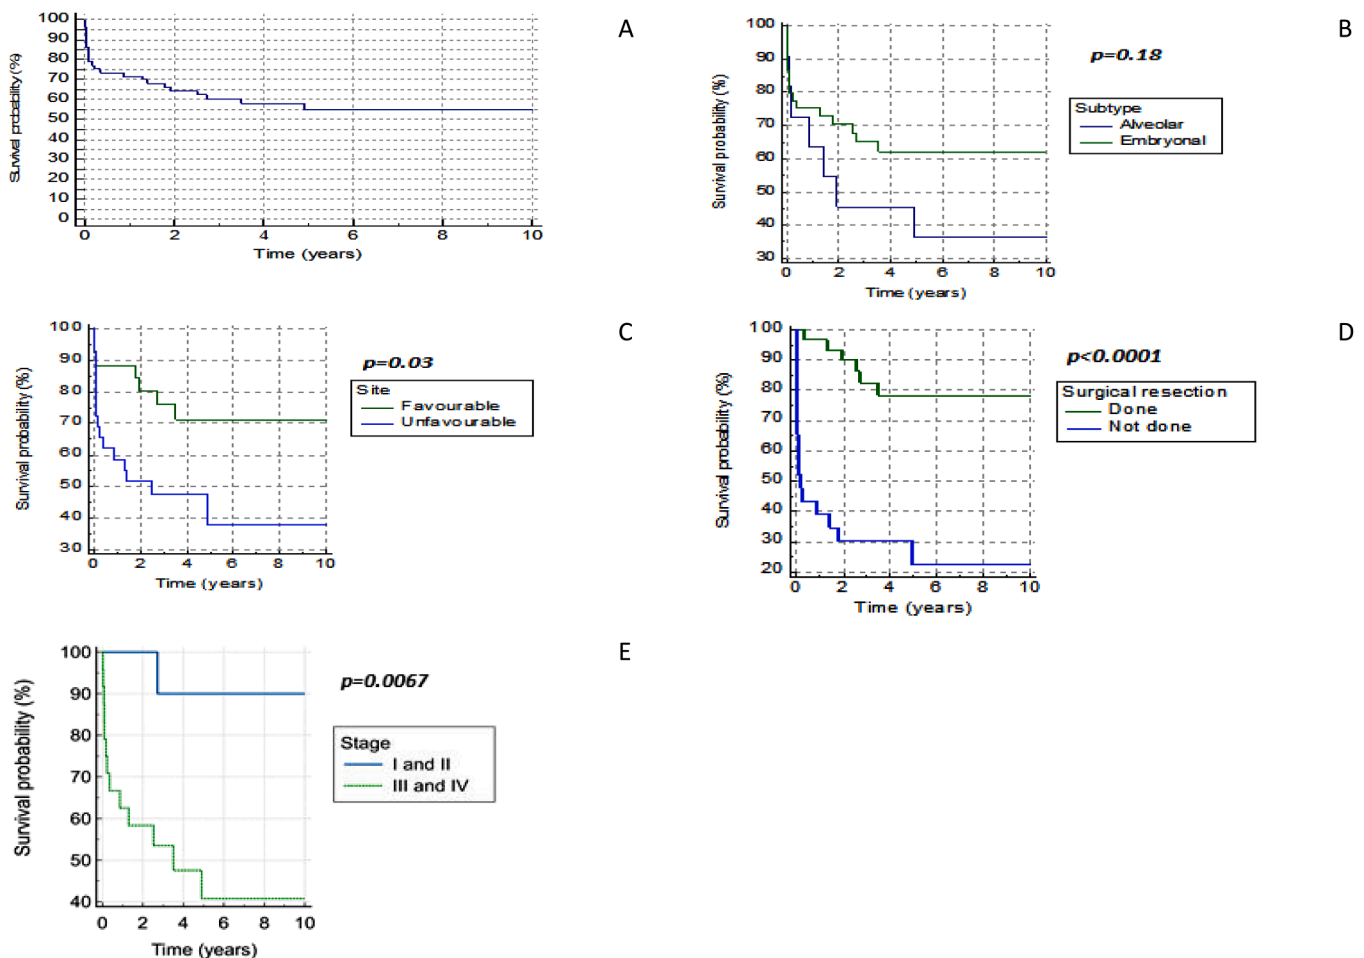 A
Survival probability (%)
100
90
80
70
60
50
40
30
20
10
0
0 2 4 6 8 10
Time (years)
B
Survival probability (%)
100
90
80
70
60
50
40
30
0 2 4 6 8 10
Time (years)
p=0.18
Subtype
Alveolar
Embryonal
C
Survival probability (%)
100
90
80
70
60
50
40
30
0 2 4 6 8 10
Time (years)
p=0.03
Site
Favourable
Unfavourable
D
Survival probability (%)
100
90
80
70
60
50
40
30
20
0 2 4 6 8 10
Time (years)
p<0.0001
Surgical resection
Done
Not done
E
Survival probability (%)
100
90
80
70
60
50
40
0 2 4 6 8 10
Time (years)
p=0.0067
Stage
I and II
III and IV